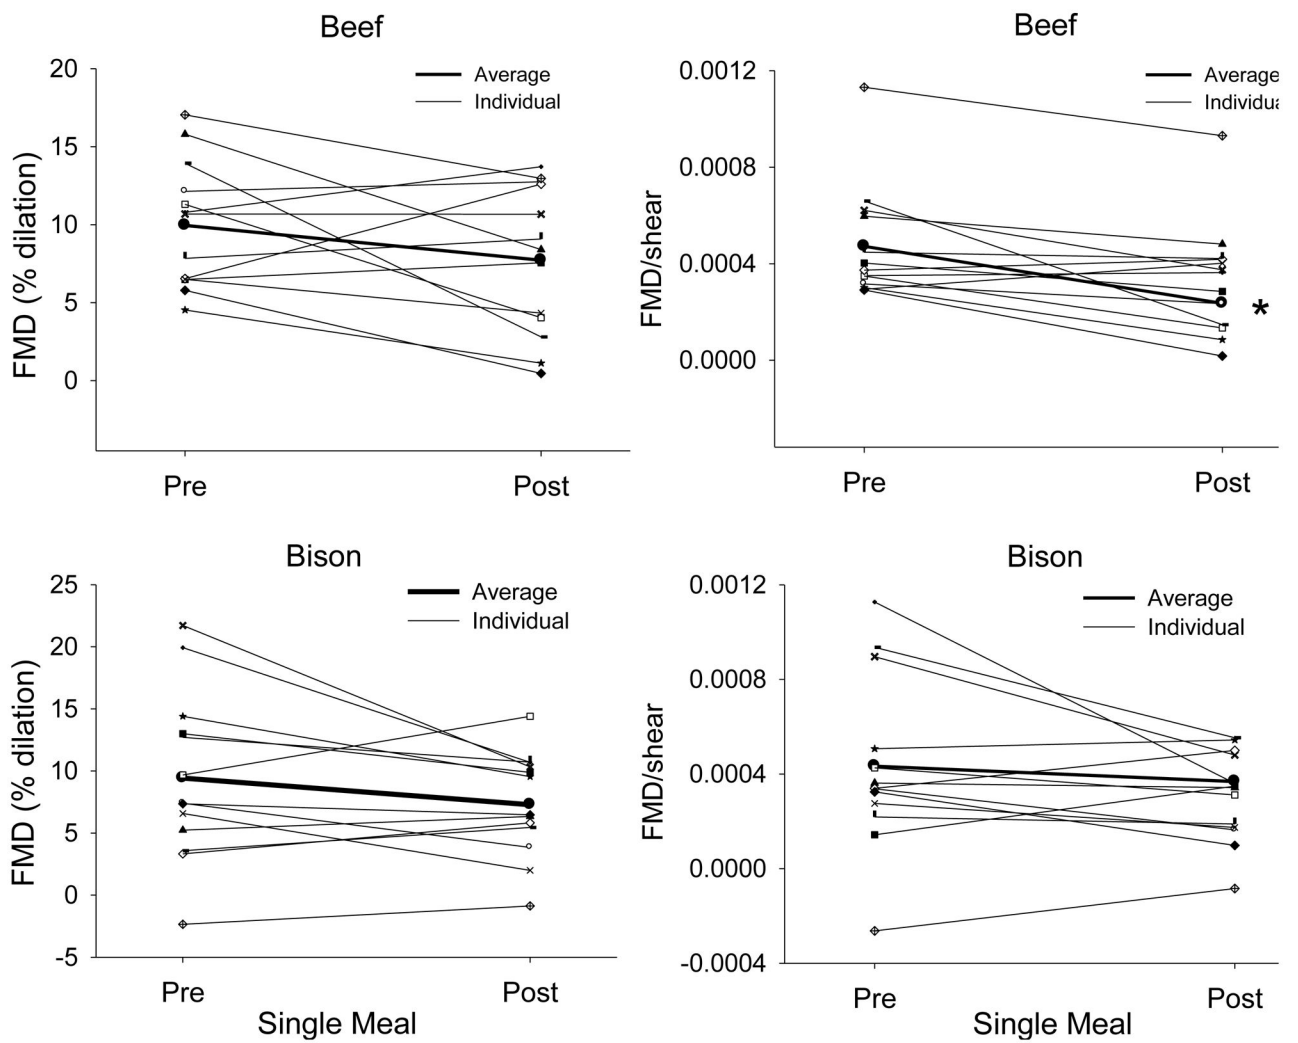 Beef
20
15
10
5
0
FMD (% dilation)
Average
Individual
Pre
Post
Beef
0.0012
0.0008
0.0004
0.0000
FMD/shear
Average
Individua
*
Pre
Post
Bison
25
20
15
10
5
0
-5
FMD (% dilation)
Average
Individual
Pre
Post
Single Meal
Bison
0.0012
0.0008
0.0004
0.0000
-0.0004
FMD/shear
Average
Individual
Pre
Post
Single Meal